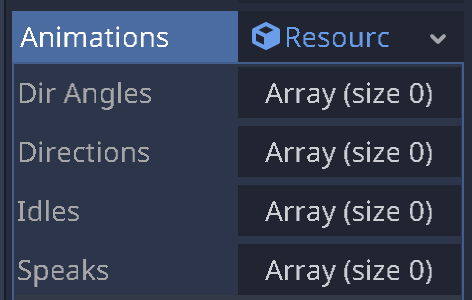 Animations Resourc
Dir Angles Array (size 0)
Directions Array (size 0)
Idles Array (size 0)
Speaks Array (size 0)